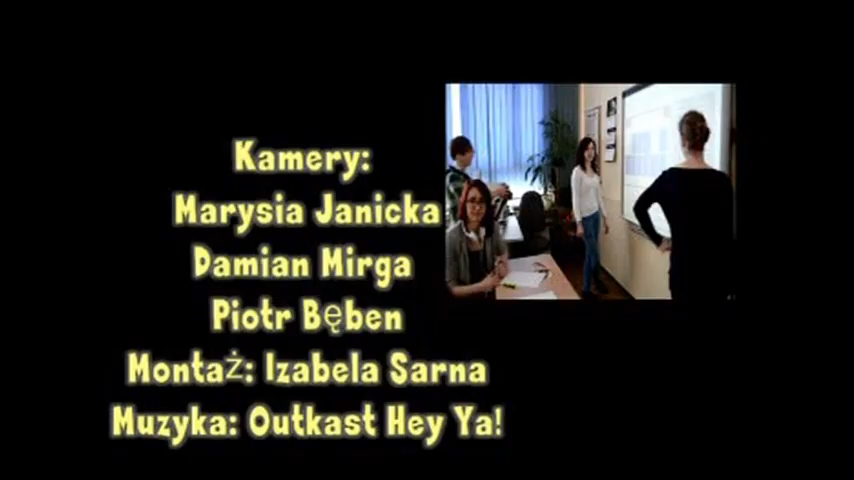 Kamery:
Marysia Janicka
Damian Mirga
Piotr Bęben
Montaż: Izabela Sarna
Muzyka: Outkast Hey Ya!